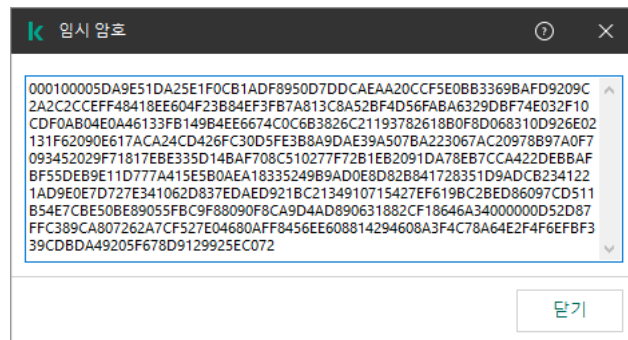 임시 암호
000100005DA9E51DA25E1F0CB1ADF8950D7DDCAEAA20CCF5E0BB3369BAFD9209C
2A2C2CCEFF48418EE604F23B84EF3FB7A813C8A52BF4D56FABA6329DBF74E032F10
CDF0AB04E0A46133FB149B4EE6674C0C6B3826C21193782618B0F8D068310D926E02
131F62090E617ACA24CD426FC30D5FE3B8A9DAE39A507BA223067AC20978B97A0F7
093452029F71817EBE335D14BAF708C510277F72B1EB2091DA78EB7CCA422DEBBAF
BF55DEB9E11D777A415E5B0AEA18335249B9AD0E8D82B841728351D9ADCB234122
1AD9E0E7D727E341062D837EDAED921BC2134910715427EF619BC2BED86097CD511
B54E7CBE50BE89055FBC9F88090F8CA9D4AD890631882CF18646A34000000D52D87
FFC389CA807262A7CF527E04680AFF8456EE608814294608A3F4C78A64E2F4F6EFBF3
39CDBDA49205F678D9129925EC072
닫기